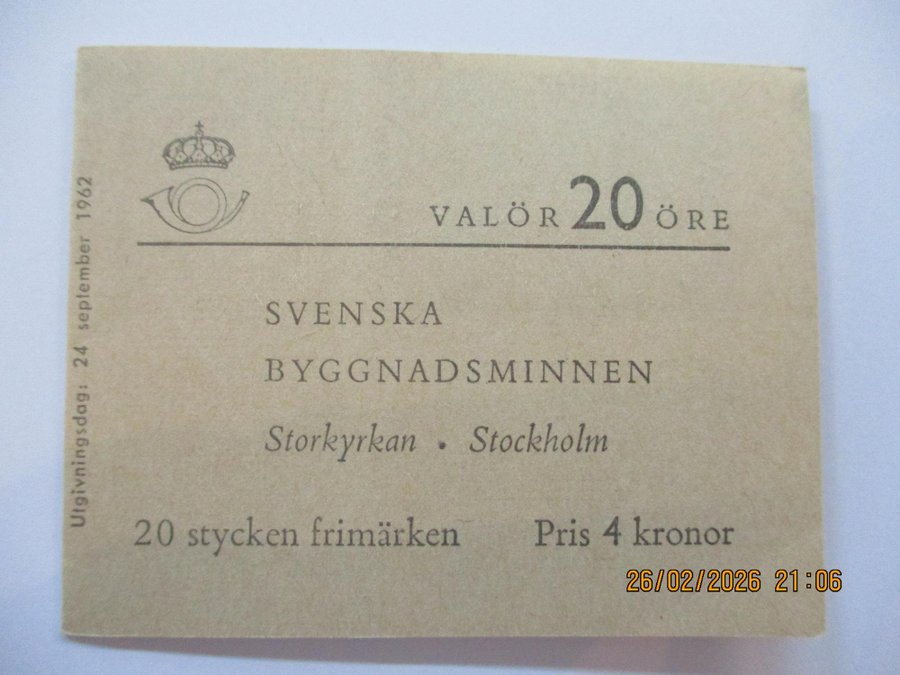 Utgivningsdag: 24 september 1962
VALÖR 20 ÖRE
SVENSKA
BYGGNADSMINNEN
Storkyrkan • Stockholm
20 stycken frimärken Pris 4 kronor
26/02/2026 21:06